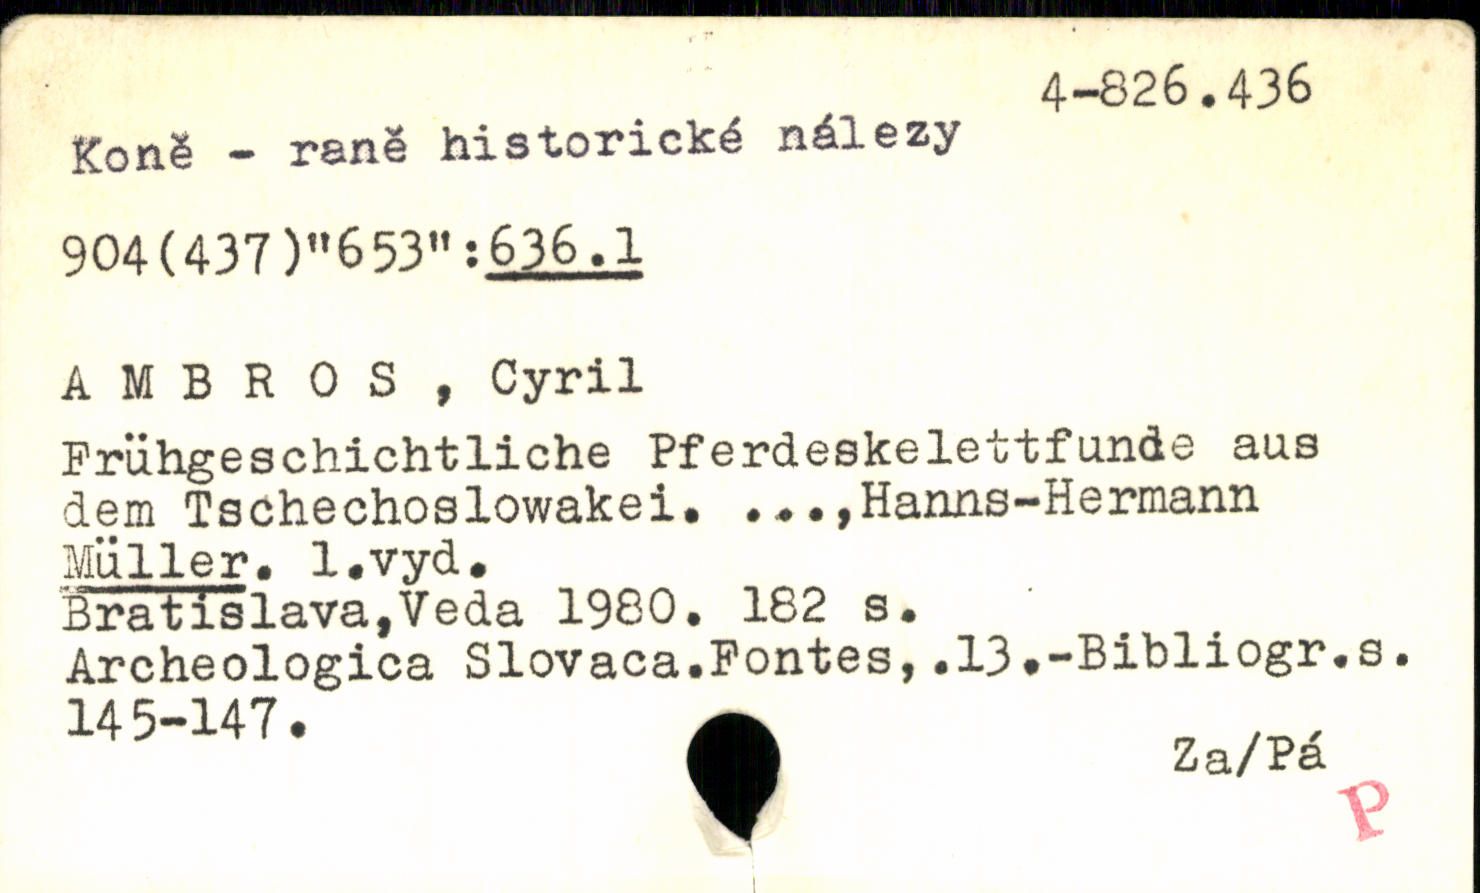 4-826.436
Koně - raně historické nálezy
904(437)"653":636.1
A M B R O S , Cyril
Frühgeschichtliche Pferdeskelettfunde aus
dem Tschechoslowakei. ...,Hanns-Hermann
Müller. 1.vyd.
Bratislava,Veda 1980. 182 s.
Archeologica Slovaca.Fontes,.13.-Bibliogr.s.
145-147.
Za/Pá
P